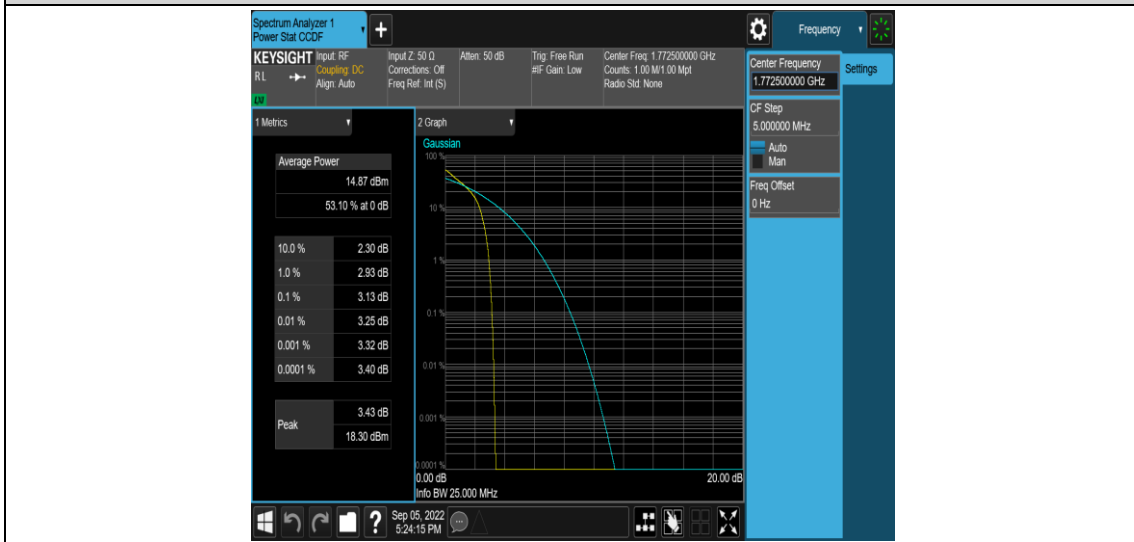 Spectrum Analyzer 1
Power Stat CCDF
Frequency
KEYSIGHT
Input: RF
Input Z: 50 Ω
Atten: 50 dB
Trig: Free Run
Center Freq: 1.772500000 GHz
RL
Coupling: DC
Corrections: Off
#IF Gain: Low
Counts: 1.00 M/1.00 Mpt
Align: Auto
Freq Ref: Int (S)
Radio Std: None
LXI
Center Frequency
1.772500000 GHz
Settings
CF Step
5.000000 MHz
Auto
Man
Freq Offset
0 Hz
1 Metrics
Average Power
14.87 dBm
53.10 % at 0 dB
10.0 % 2.30 dB
1.0 % 2.93 dB
0.1 % 3.13 dB
0.01 % 3.25 dB
0.001 % 3.32 dB
0.0001 % 3.40 dB
Peak
3.43 dB
18.30 dBm
2 Graph
Gaussian
100 %
10 %
1 %
0.1 %
0.01 %
0.001 %
0.0001 %
0.00 dB
20.00 dB
Info BW 25.000 MHz
?
Sep 05, 2022
5:24:15 PM